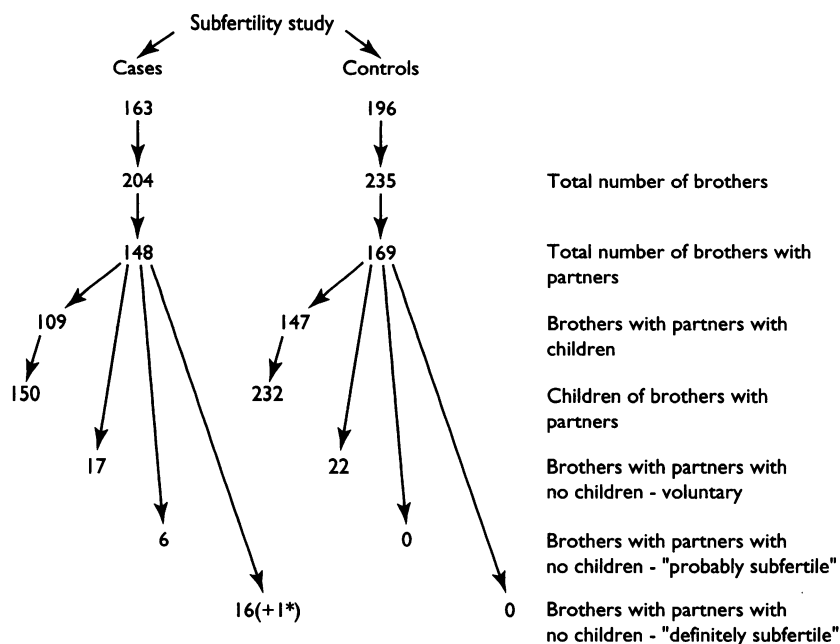 Subfertility study
Cases Controls
163 196
204 235 Total number of brothers
148 169 Total number of brothers with
partners
109 147 Brothers with partners with
children
150 232 Children of brothers with
partners
17 22 Brothers with partners with
no children - voluntary
6 0 Brothers with partners with
no children - "probably subfertile"
16(+1*) 0 Brothers with partners with
no children - "definitely subfertile"